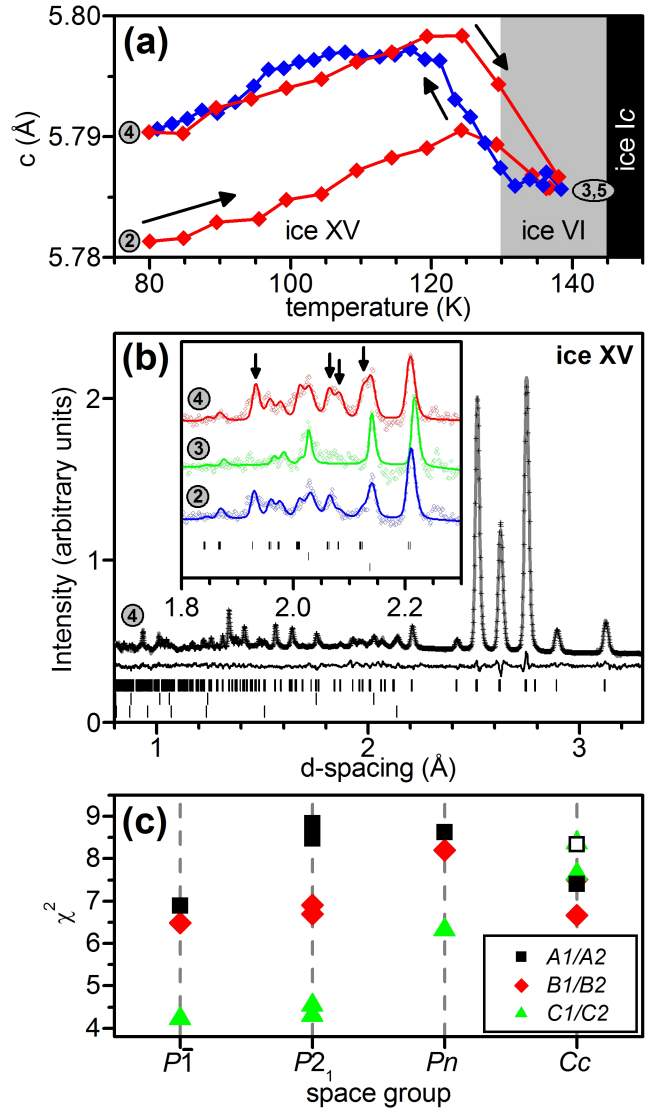 (a)
5.80
5.79
5.78
c (Å)
4
2
3,5
ice XV
ice VI
ice Ic
80 100 120 140
temperature (K)
(b)
ice XV
Intensity (arbitrary units)
2
1
0
4
3
2
1.8 2.0 2.2
4
1 2 3
d-spacing (Å)
(c)
χ²
9
8
7
6
5
4
A1/A2
B1/B2
C1/C2
P1̅ P2₁ Pn Cc
space group